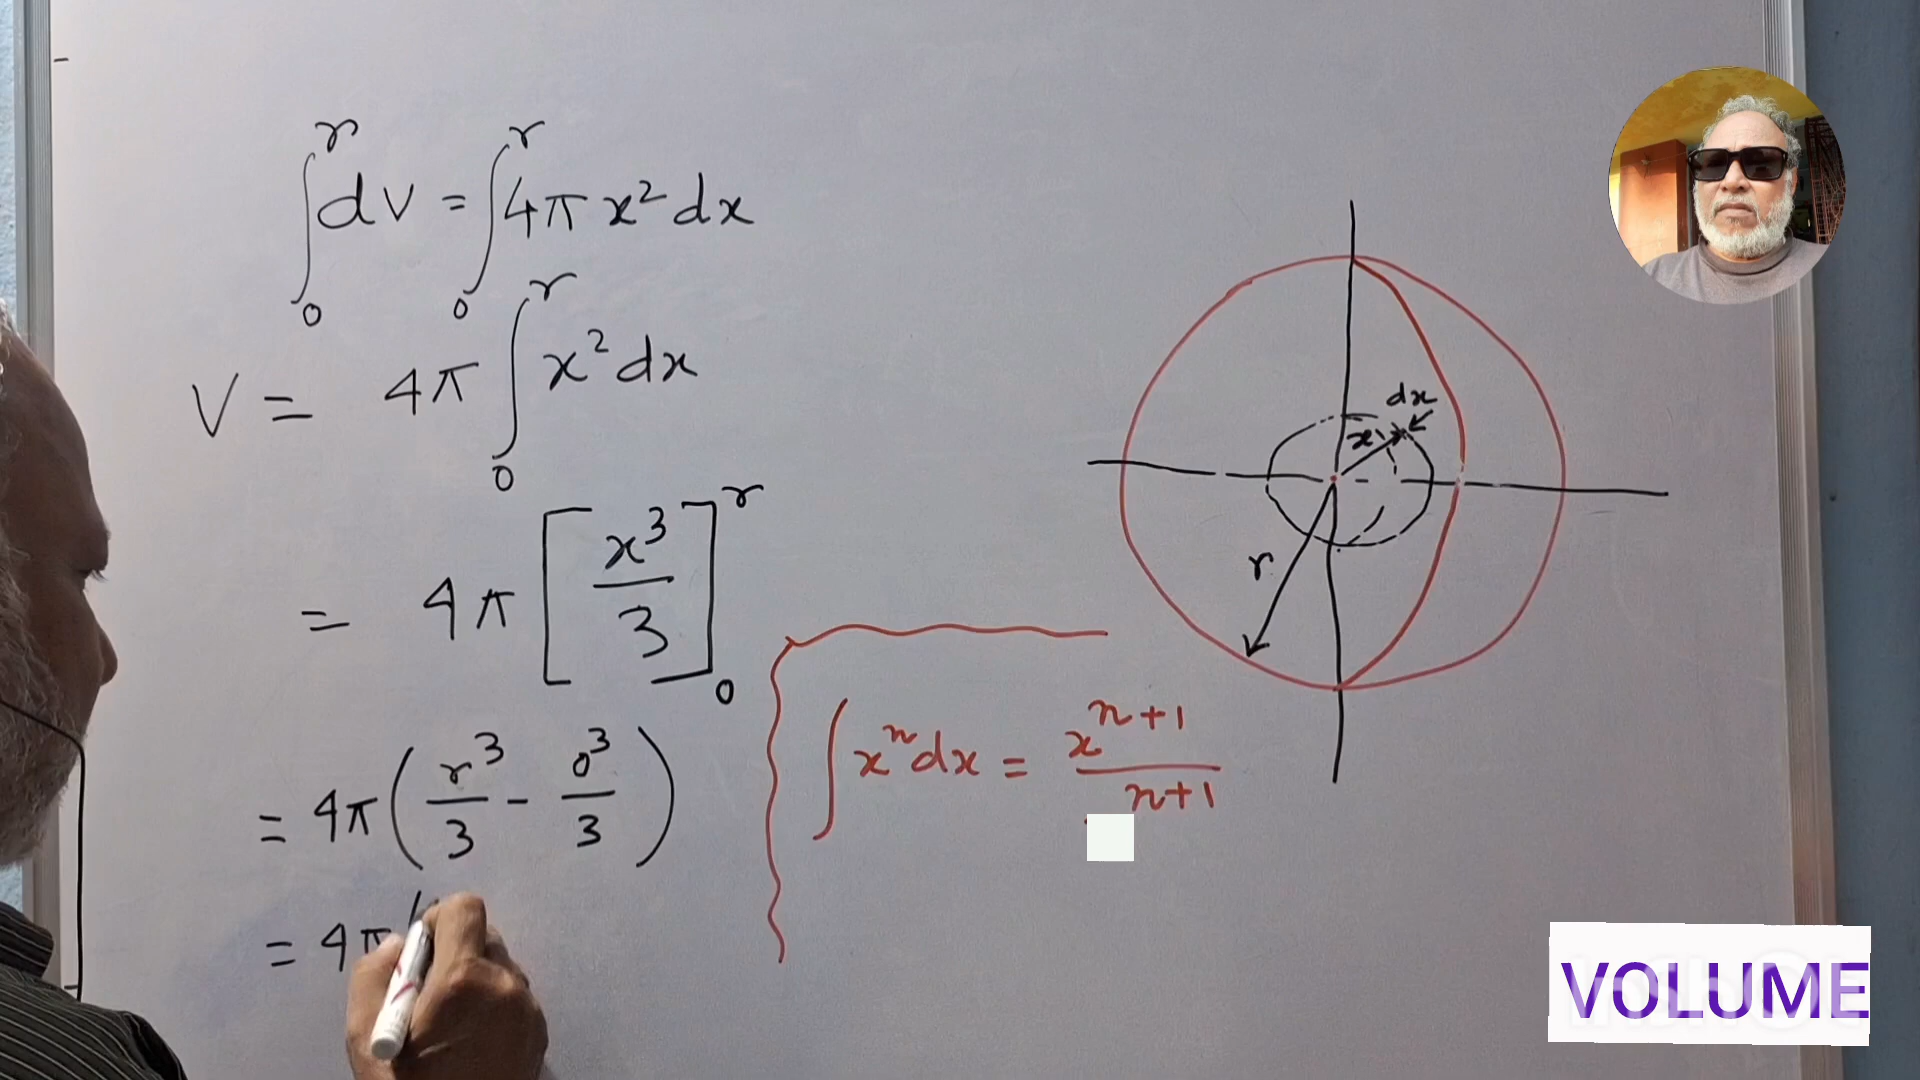 ∫₀ʳ dV = ∫₀ʳ 4π x² dx
V = 4π ∫₀ʳ x² dx
= 4π [x³/3]₀ʳ
= 4π (r³/3 - 0³/3)
= 4π (
dx
x
r
∫ xⁿ dx = xⁿ⁺¹/n+1
VOLUME